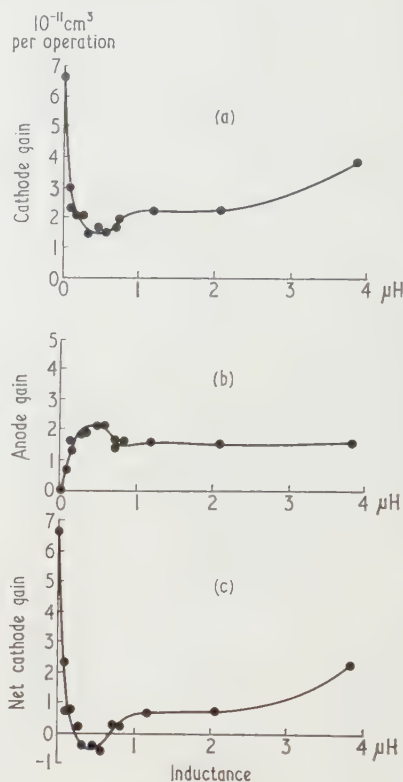 10⁻¹¹cm³
per operation
Cathode gain
7
6
5
4
3
2
1
0
(a)
0 1 2 3 4 μH
Anode gain
5
4
3
2
1
0
(b)
0 1 2 3 4 μH
Net cathode gain
7
6
5
4
3
2
1
0
-1
(c)
1 2 3 4 μH
Inductance